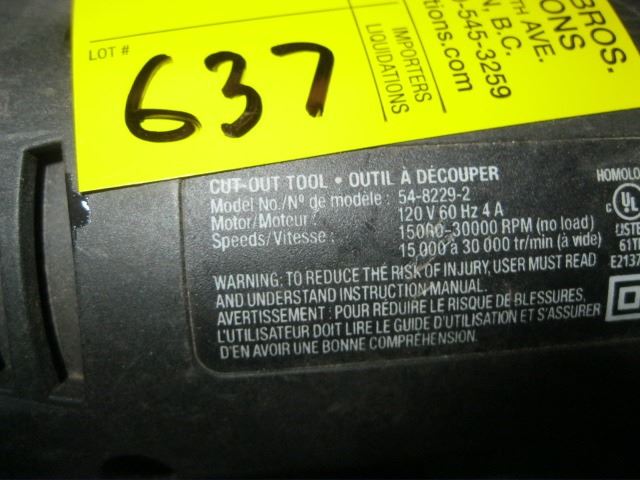 BROS.
IONS
TH AVE.
N, B.C.
-545-3259
tions.com
IMPORTERS
LIQUIDATIONS
LOT #
637
CUT-OUT TOOL • OUTIL À DÉCOUPER
Model No./Nº de modèle : 54-8229-2
Motor/Moteur : 120 V 60 Hz 4 A
Speeds/Vitesse : 15000-30000 RPM (no load)
15 000 à 30 000 tr/min (à vide)
WARNING: TO REDUCE THE RISK OF INJURY, USER MUST READ
AND UNDERSTAND INSTRUCTION MANUAL.
AVERTISSEMENT : POUR RÉDUIRE LE RISQUE DE BLESSURES,
L'UTILISATEUR DOIT LIRE LE GUIDE D'UTILISATION ET S'ASSURER
D'EN AVOIR UNE BONNE COMPRÉHENSION.
HOMOLO
C UL
LISTE
611
E2137